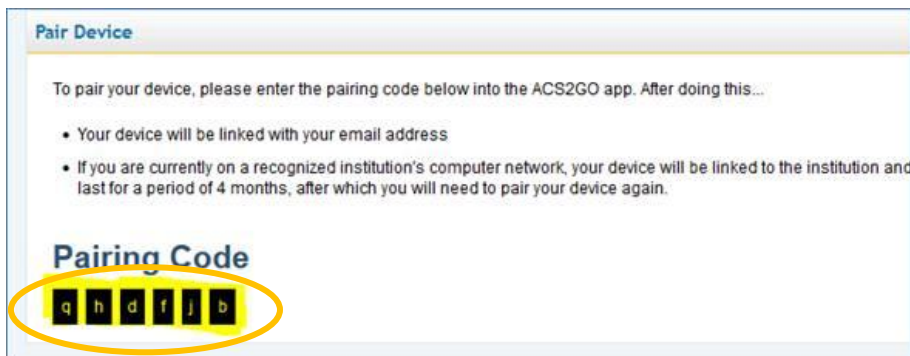 Pair Device
To pair your device, please enter the pairing code below into the ACS2GO app. After doing this...
• Your device will be linked with your email address
• If you are currently on a recognized institution's computer network, your device will be linked to the institution and
last for a period of 4 months, after which you will need to pair your device again.
Pairing Code
q h d f j b